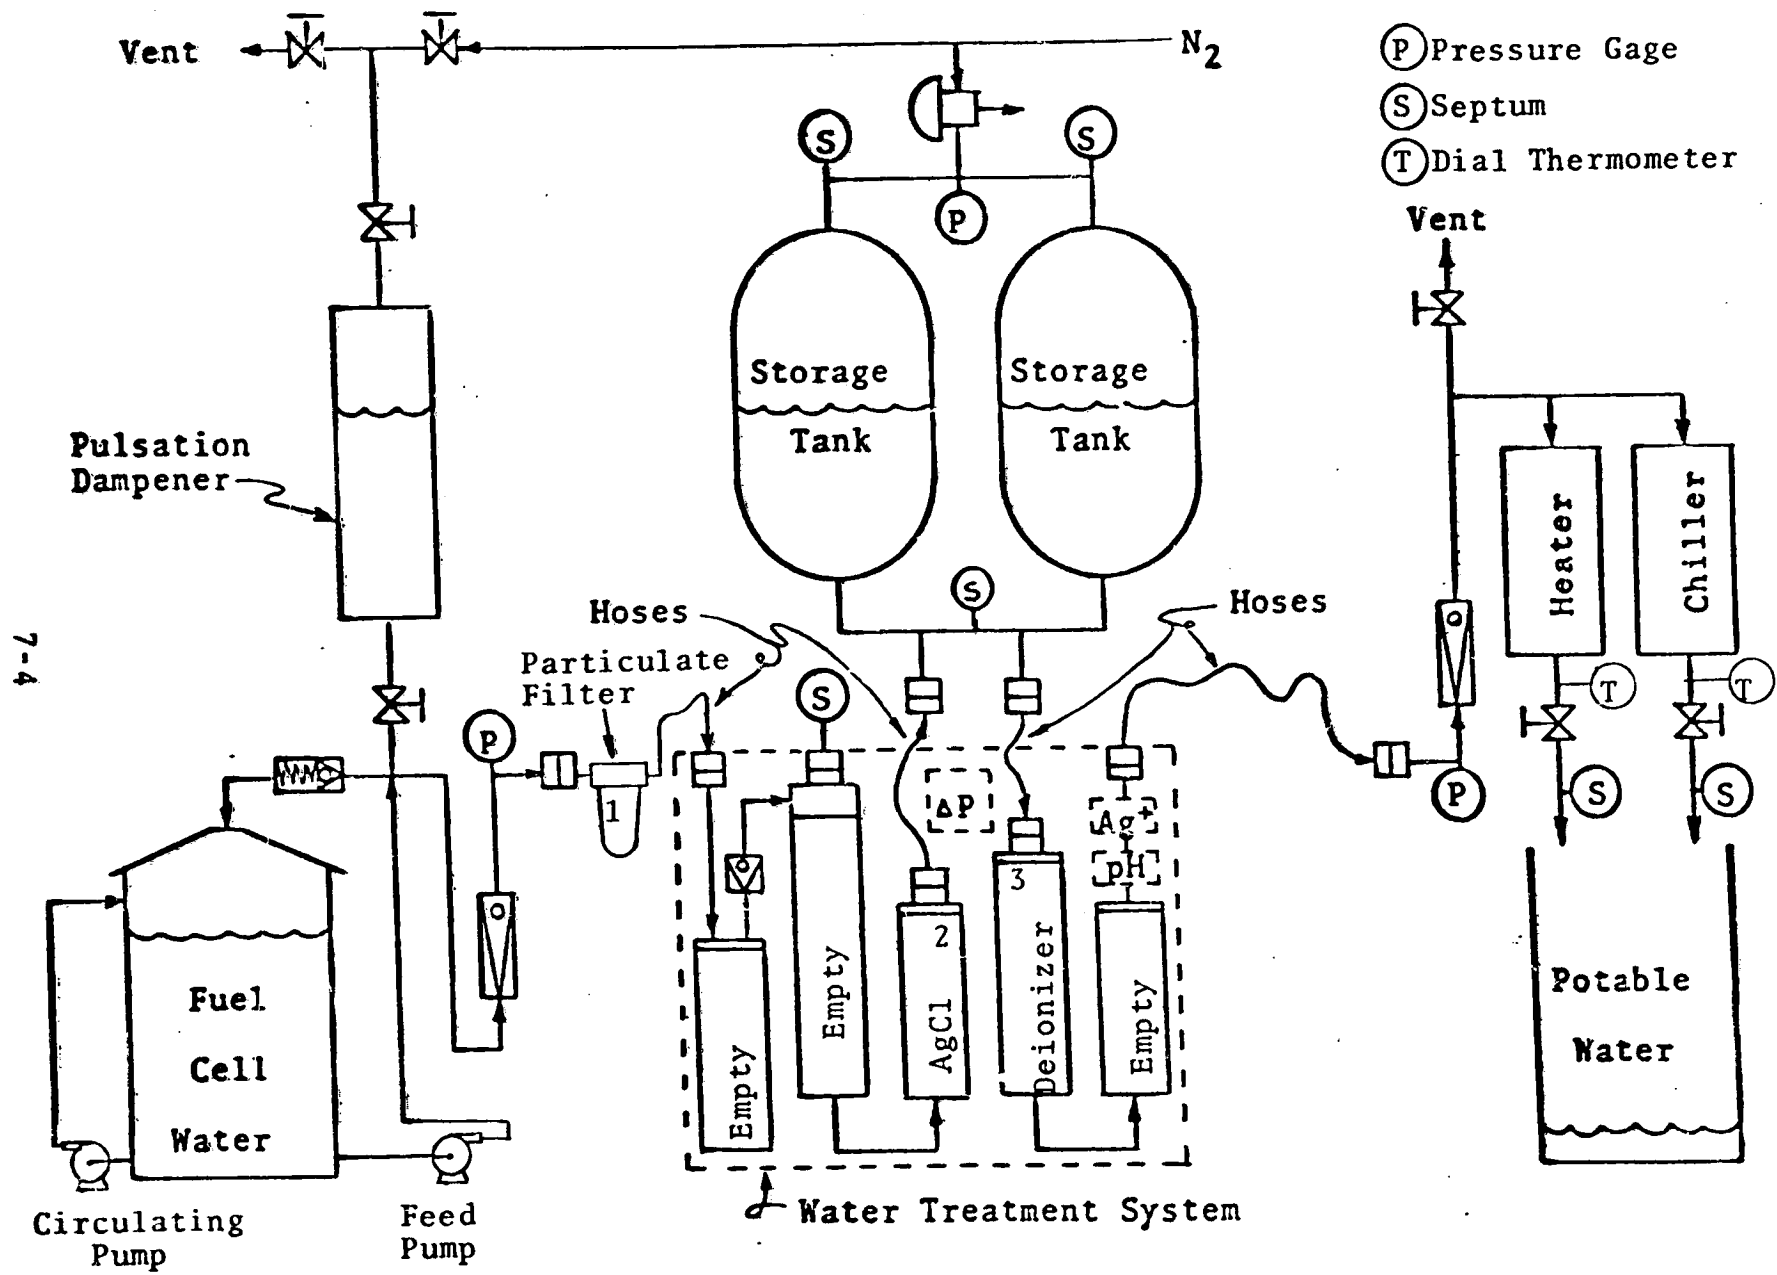 Vent
N2
P Pressure Gage
S Septum
T Dial Thermometer
Vent
S
S
P
Storage
Tank
Storage
Tank
Pulsation
Dampener
Heater
Chiller
S
Hoses
Hoses
7-4
Particulate
Filter
S
T
T
P
1
ΔP
Ag+
pH
P
S
S
3
2
Empty
Empty
AgCl
Deionizer
Empty
Fuel
Cell
Water
Potable
Water
Water Treatment System
Circulating
Pump
Feed
Pump